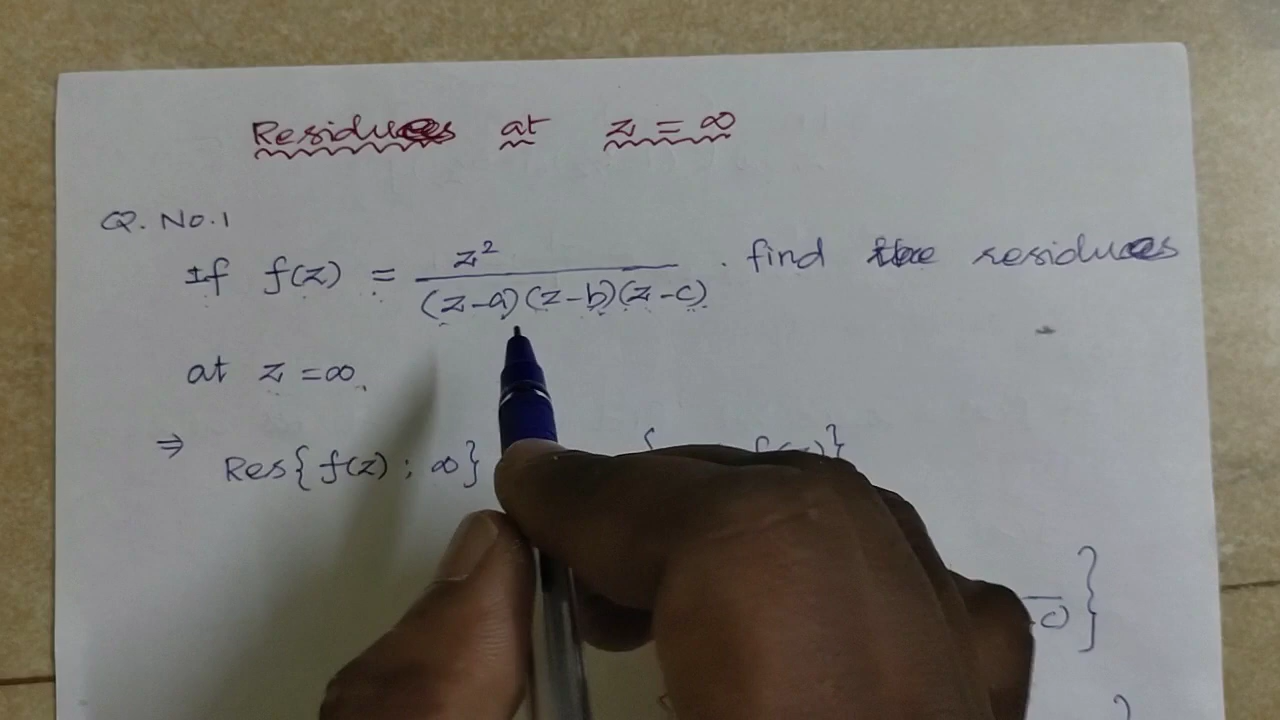 Residues at z = ∞
Q. No.1
If f(z) = z² / (z-a)(z-b)(z-c) . find the residues
at z = ∞.
⇒ Res{f(z) ; ∞} { f(z)}
c) }
}